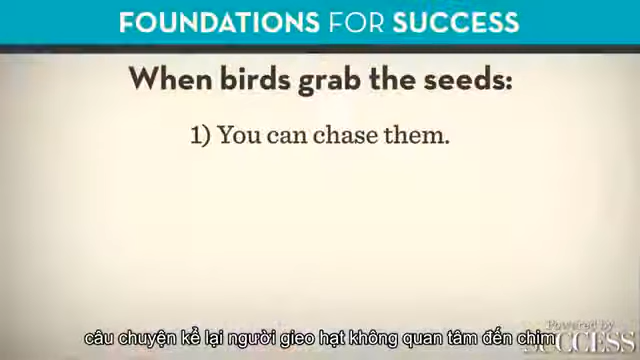 FOUNDATIONS FOR SUCCESS
When birds grab the seeds:
1) You can chase them.
Powered by
SUCCESS
câu chuyện kể lại người gieo hạt không quan tâm đến chim